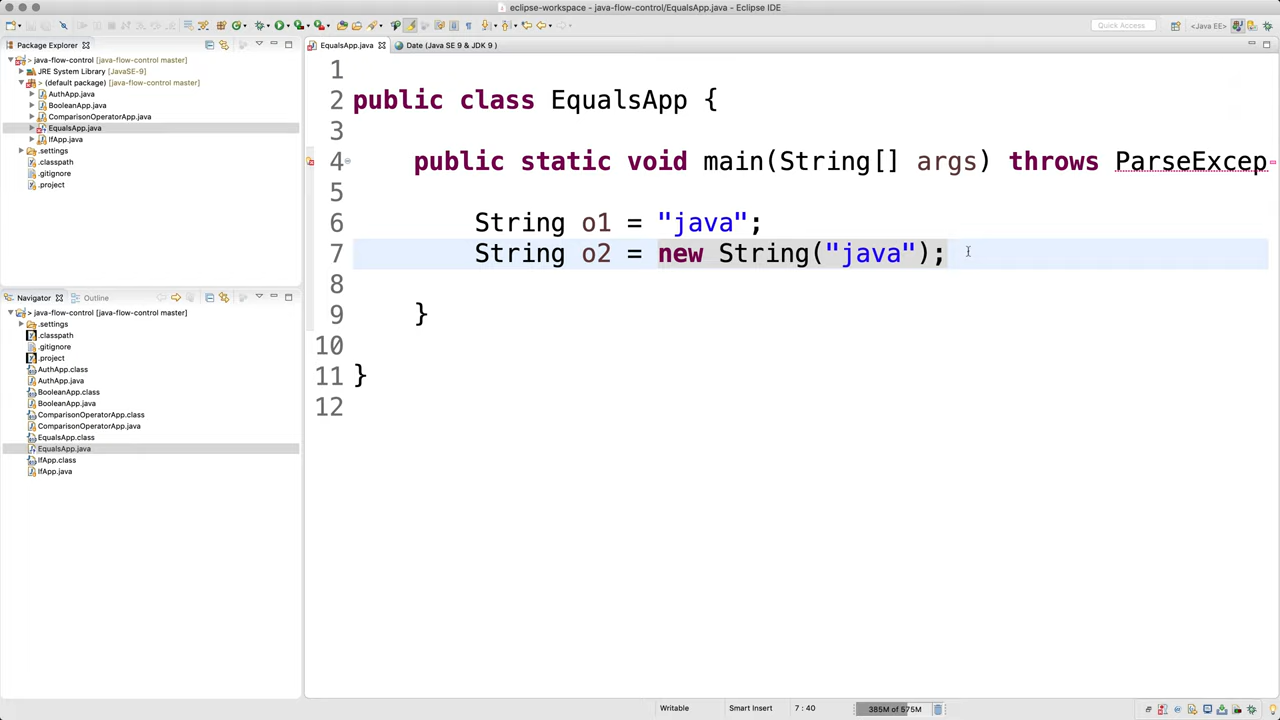 eclipse-workspace - java-flow-control/EqualsApp.java - Eclipse IDE
Quick Access
<Java EE>
Package Explorer
EqualsApp.java
Date (Java SE 9 & JDK 9 )
> java-flow-control [java-flow-control master]
JRE System Library [JavaSE-9]
> (default package) [java-flow-control master]
AuthApp.java
BooleanApp.java
ComparisonOperatorApp.java
EqualsApp.java
IfApp.java
.settings
.classpath
.gitignore
.project
1
2 public class EqualsApp {
3
4 public static void main(String[] args) throws ParseExcep
5
6 String o1 = "java";
7 String o2 = new String("java");
8
9 }
10
11 }
12
Navigator
Outline
> java-flow-control [java-flow-control master]
.settings
.classpath
.gitignore
.project
AuthApp.class
AuthApp.java
BooleanApp.class
BooleanApp.java
ComparisonOperatorApp.class
ComparisonOperatorApp.java
EqualsApp.class
EqualsApp.java
IfApp.class
IfApp.java
Writable
Smart Insert
7 : 40
385M of 575M